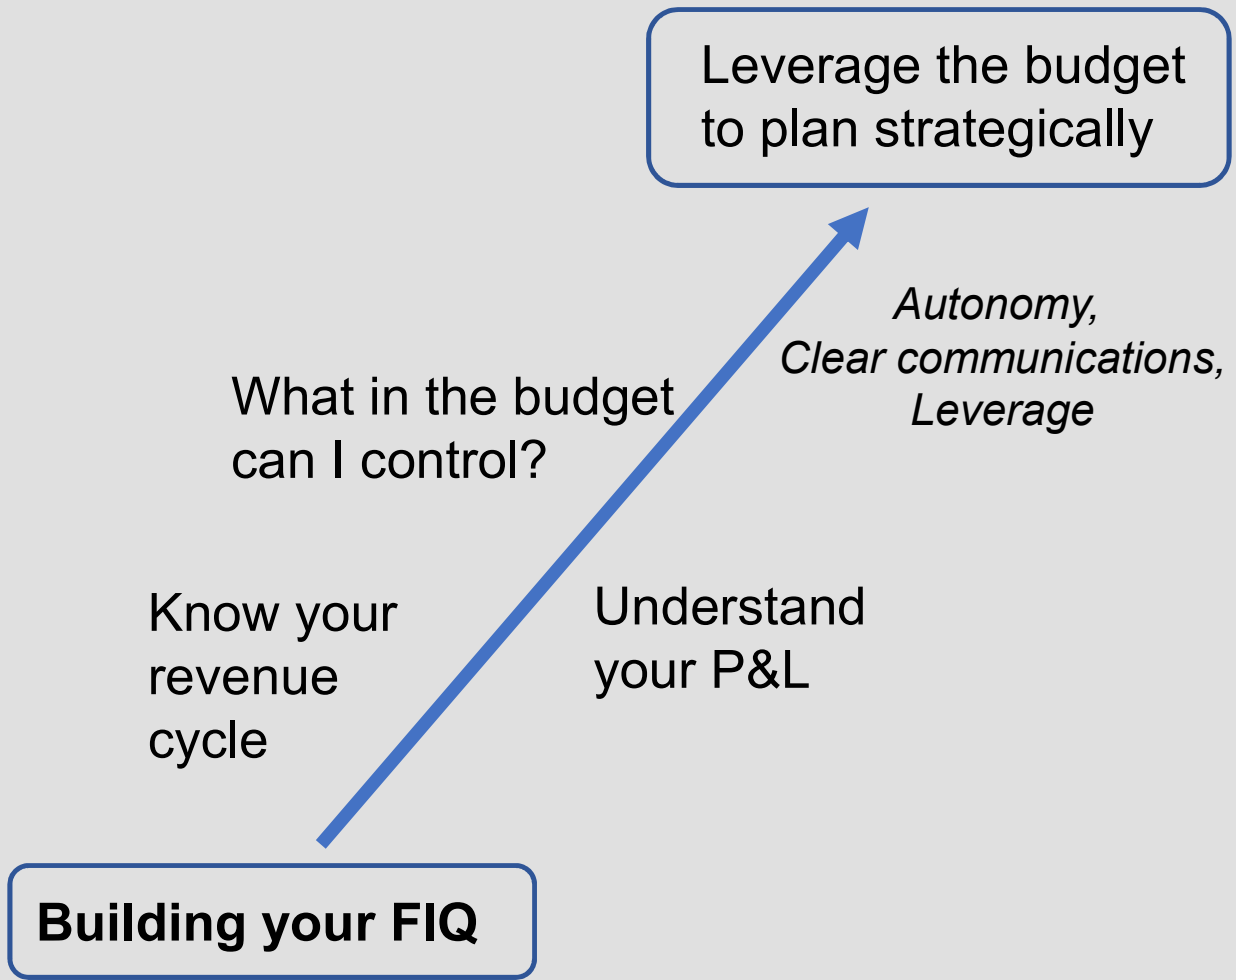 Leverage the budget
to plan strategically
Autonomy,
Clear communications,
Leverage
What in the budget
can I control?
Understand
your P&L
Know your
revenue
cycle
Building your FIQ